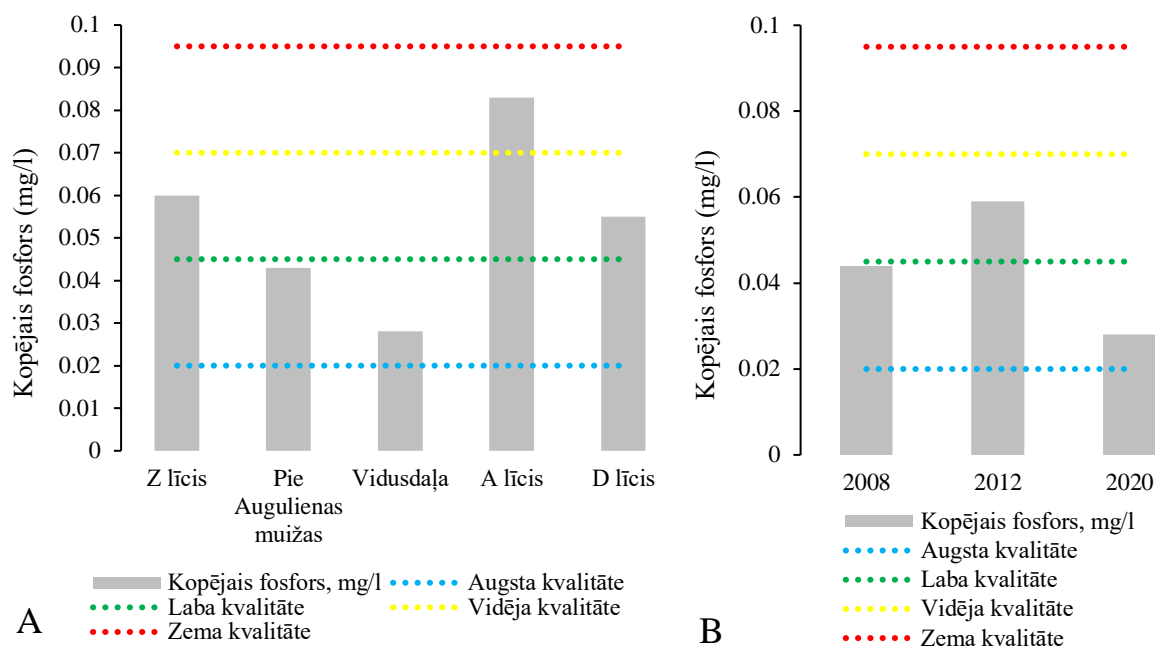 Kopējais fosfors (mg/l)
0.1
0.09
0.08
0.07
0.06
0.05
0.04
0.03
0.02
0.01
0
Z līcis
Pie
Augulienas
muižas
Vidusdaļa
A līcis
D līcis
Kopējais fosfors, mg/l
Augsta kvalitāte
Laba kvalitāte
Vidēja kvalitāte
Zema kvalitāte
A
Kopējais fosfors (mg/l)
0.1
0.08
0.06
0.04
0.02
0
2008
2012
2020
Kopējais fosfors, mg/l
Augsta kvalitāte
Laba kvalitāte
Vidēja kvalitāte
Zema kvalitāte
B